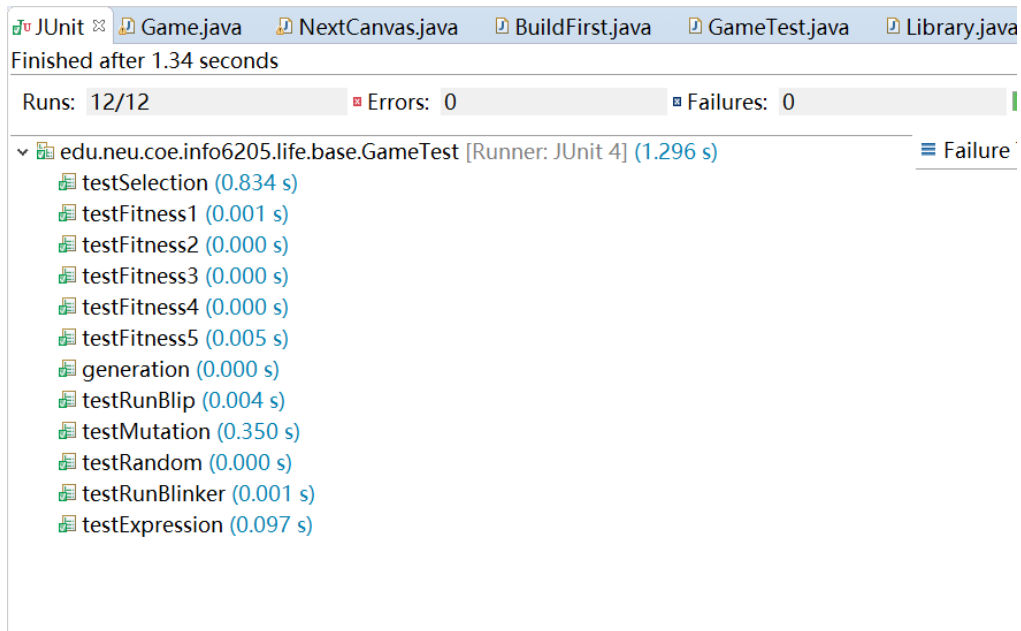 JUnit Game.java NextCanvas.java BuildFirst.java GameTest.java Library.java
Finished after 1.34 seconds
Runs: 12/12 Errors: 0 Failures: 0
edu.neu.coe.info6205.life.base.GameTest [Runner: JUnit 4] (1.296 s)
Failure
testSelection (0.834 s)
testFitness1 (0.001 s)
testFitness2 (0.000 s)
testFitness3 (0.000 s)
testFitness4 (0.000 s)
testFitness5 (0.005 s)
generation (0.000 s)
testRunBlip (0.004 s)
testMutation (0.350 s)
testRandom (0.000 s)
testRunBlinker (0.001 s)
testExpression (0.097 s)